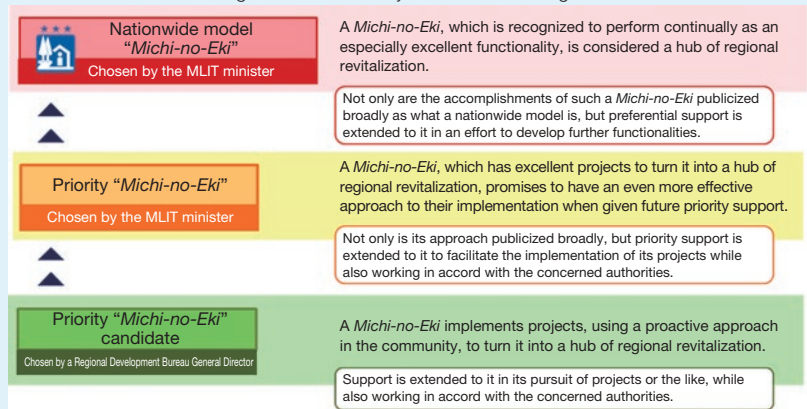 Nationwide model
"Michi-no-Eki"
Chosen by the MLIT minister
A Michi-no-Eki, which is recognized to perform continually as an
especially excellent functionality, is considered a hub of regional
revitalization.
Not only are the accomplishments of such a Michi-no-Eki publicized
broadly as what a nationwide model is, but preferential support is
extended to it in an effort to develop further functionalities.
Priority "Michi-no-Eki"
Chosen by the MLIT minister
A Michi-no-Eki, which has excellent projects to turn it into a hub of
regional revitalization, promises to have an even more effective
approach to their implementation when given future priority support.
Not only is its approach publicized broadly, but priority support is
extended to it to facilitate the implementation of its projects while
also working in accord with the concerned authorities.
Priority "Michi-no-Eki"
candidate
Chosen by a Regional Development Bureau General Director
A Michi-no-Eki implements projects, using a proactive approach
in the community, to turn it into a hub of regional revitalization.
Support is extended to it in its pursuit of projects or the like, while
also working in accord with the concerned authorities.